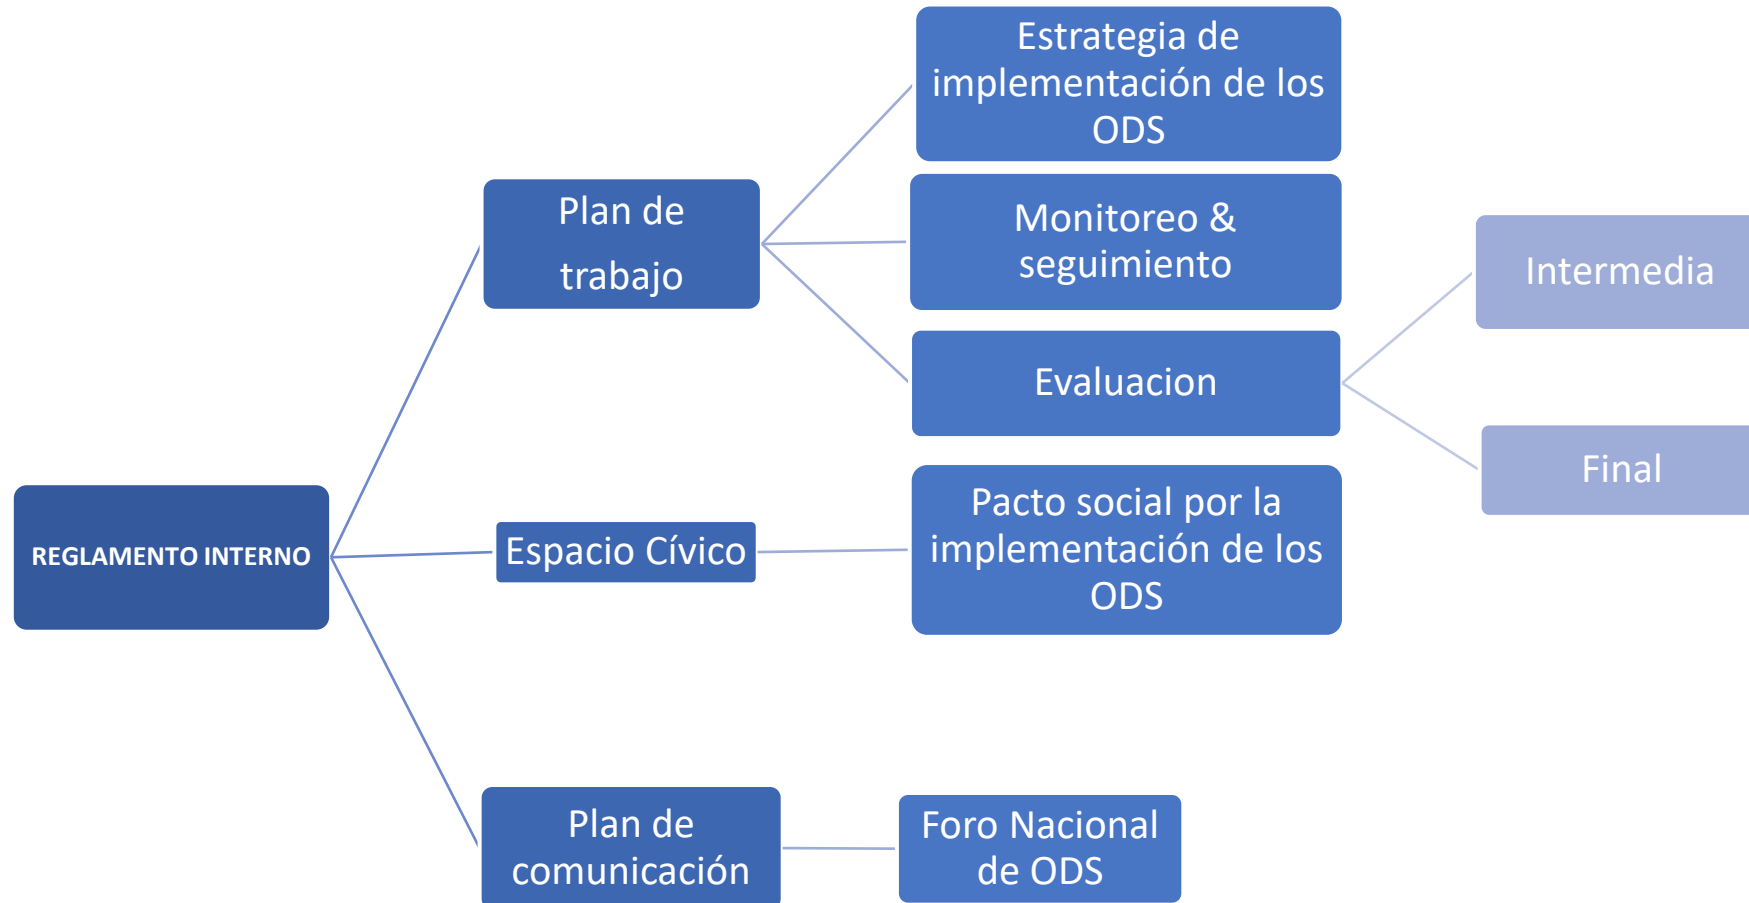 Estrategia de
implementación de los
ODS
Plan de
trabajo
Monitoreo &
seguimiento
Intermedia
Evaluacion
Final
REGLAMENTO INTERNO
Espacio Cívico
Pacto social por la
implementación de los
ODS
Plan de
comunicación
Foro Nacional
de ODS